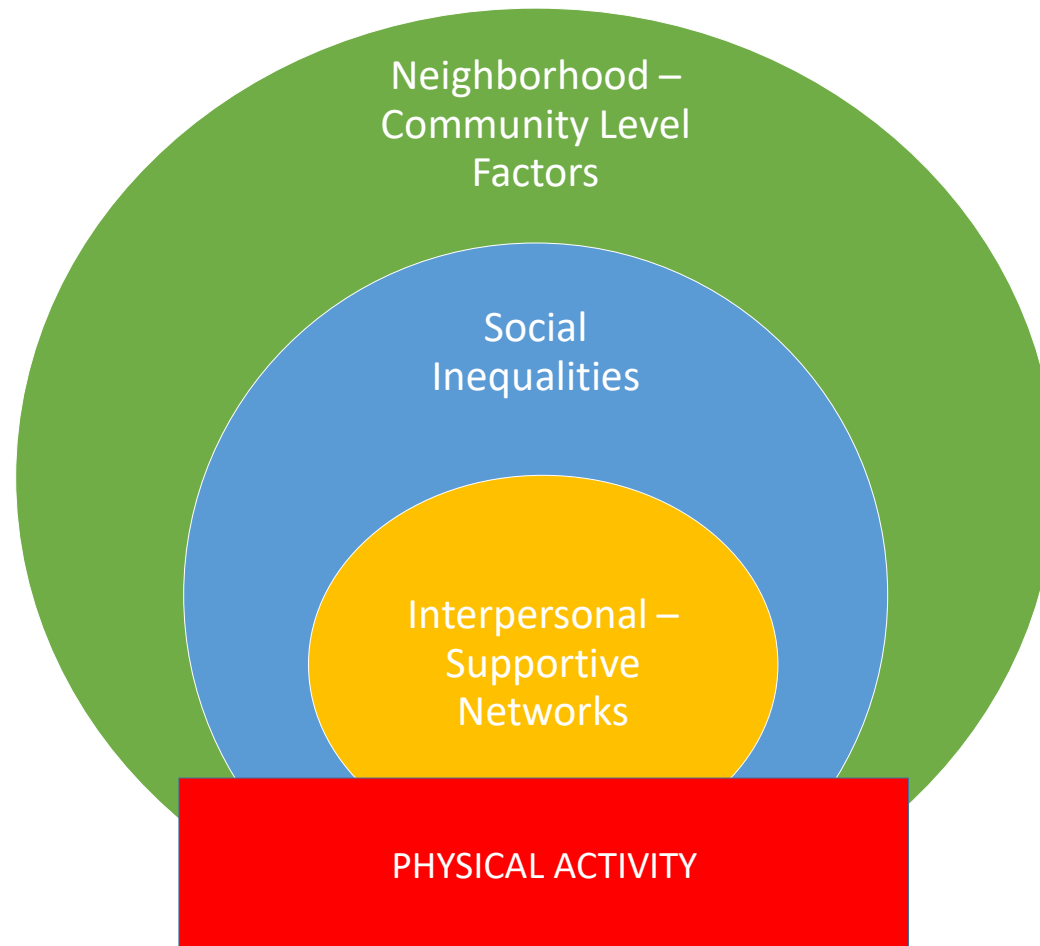 Neighborhood –
Community Level
Factors
Social
Inequalities
Interpersonal –
Supportive
Networks
PHYSICAL ACTIVITY